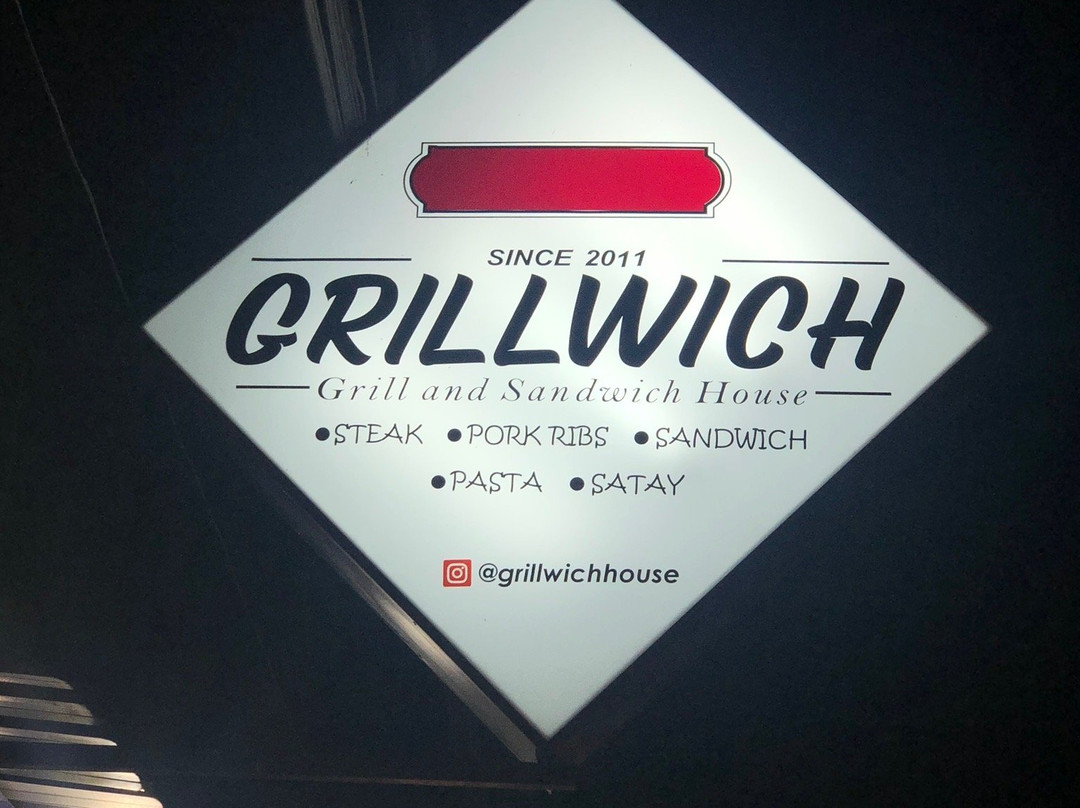 SINCE 2011
GRILLWICH
Grill and Sandwich House
•STEAK •PORK RIBS •SANDWICH
•PASTA •SATAY
@grillwichhouse